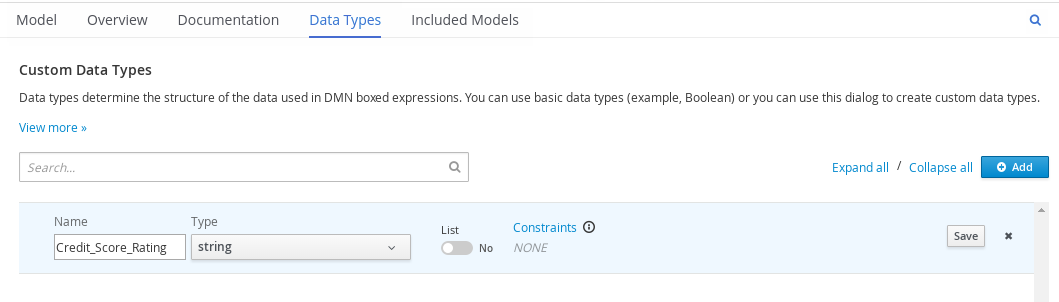 Model Overview Documentation Data Types Included Models
Custom Data Types
Data types determine the structure of the data used in DMN boxed expressions. You can use basic data types (example, Boolean) or you can use this dialog to create custom data types.
View more »
Search...
Expand all / Collapse all Add
Name Type List Constraints
Credit_Score_Rating string No NONE Save